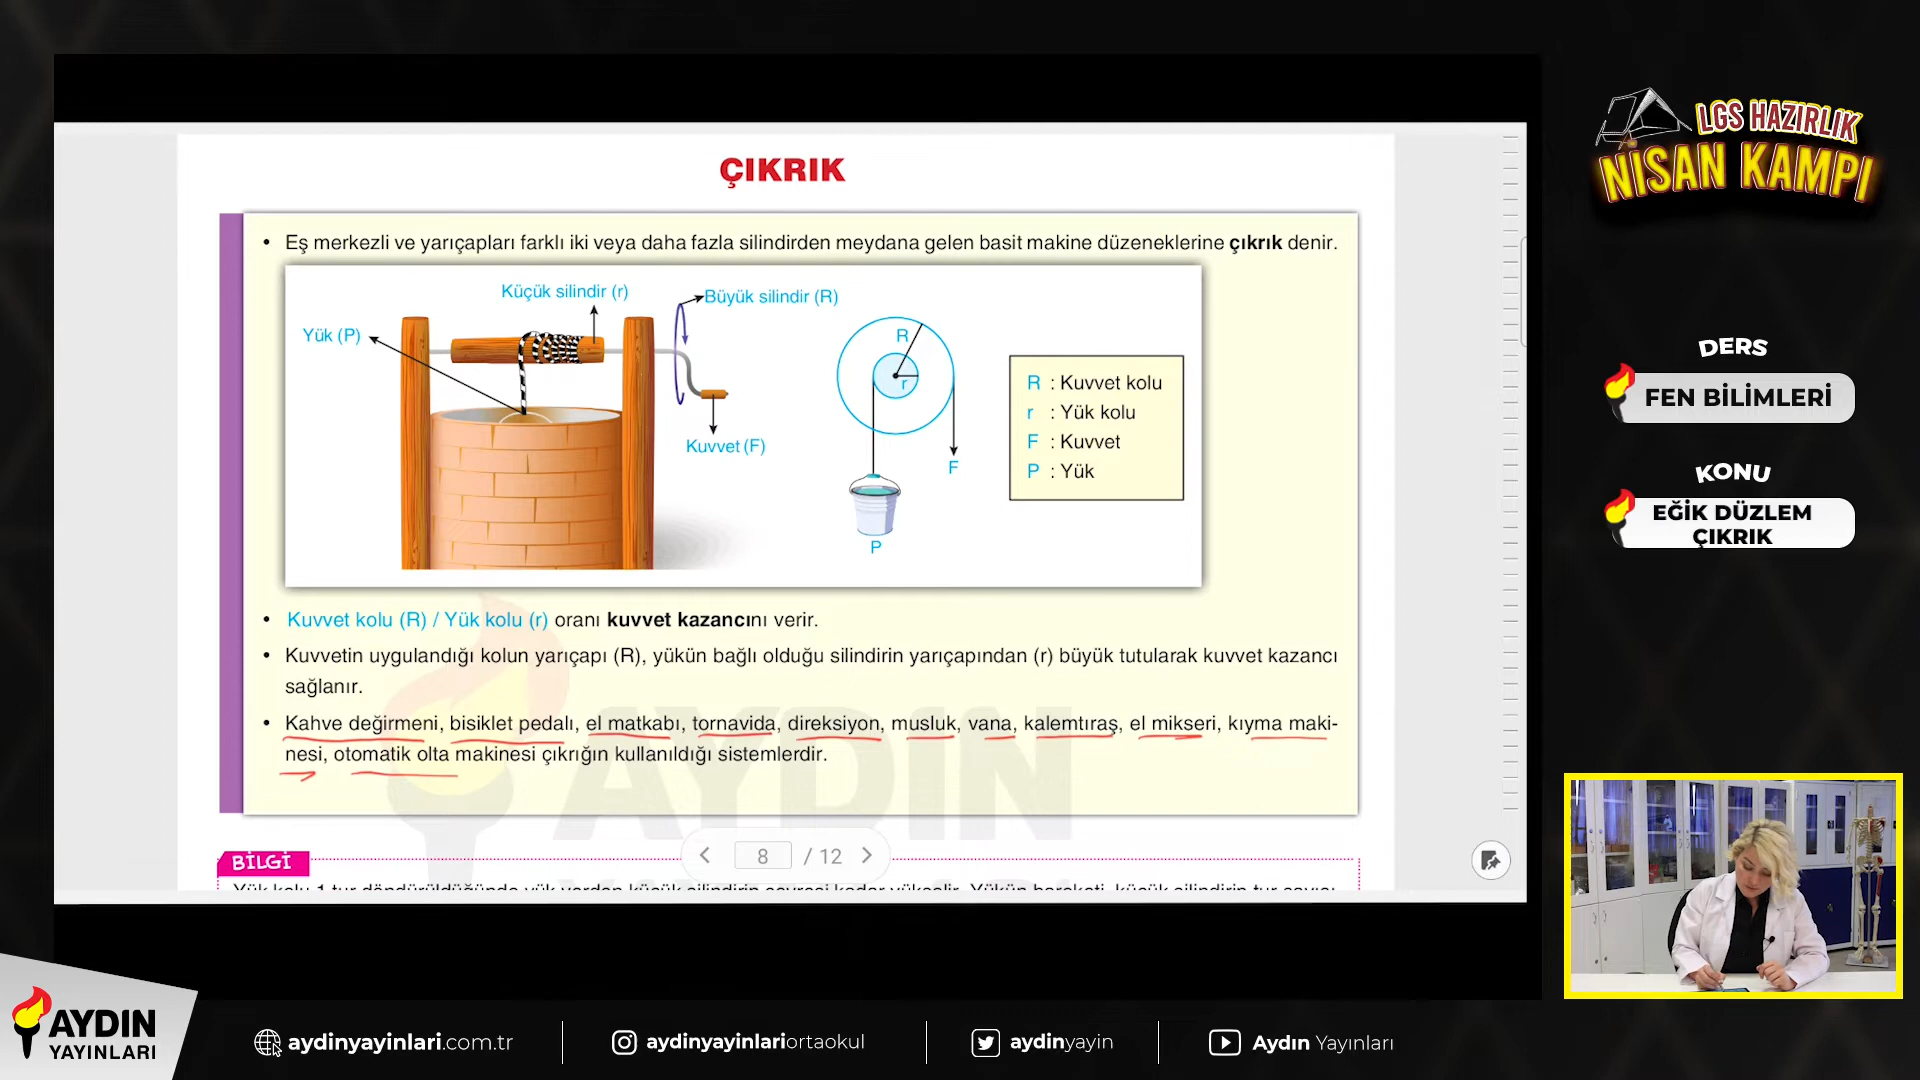 LGS HAZIRLIK
NİSAN KAMPI
ÇIKRIK
• Eş merkezli ve yarıçapları farklı iki veya daha fazla silindirden meydana gelen basit makine düzeneklerine çıkrık denir.
Küçük silindir (r)
Büyük silindir (R)
Yük (P)
Kuvvet (F)
R
r
F
P
R : Kuvvet kolu
r : Yük kolu
F : Kuvvet
P : Yük
• Kuvvet kolu (R) / Yük kolu (r) oranı kuvvet kazancını verir.
• Kuvvetin uygulandığı kolun yarıçapı (R), yükün bağlı olduğu silindirin yarıçapından (r) büyük tutularak kuvvet kazancı
sağlanır.
• Kahve değirmeni, bisiklet pedalı, el matkabı, tornavida, direksiyon, musluk, vana, kalemtıraş, el mikseri, kıyma maki-
nesi, otomatik olta makinesi çıkrığın kullanıldığı sistemlerdir.
AYDIN
BİLGİ
8 / 12
DERS
FEN BİLİMLERİ
KONU
EĞİK DÜZLEM
ÇIKRIK
AYDIN
YAYINLARI
aydinyayinlari.com.tr
aydinyayinlariortaokul
aydinyayin
Aydın Yayınları